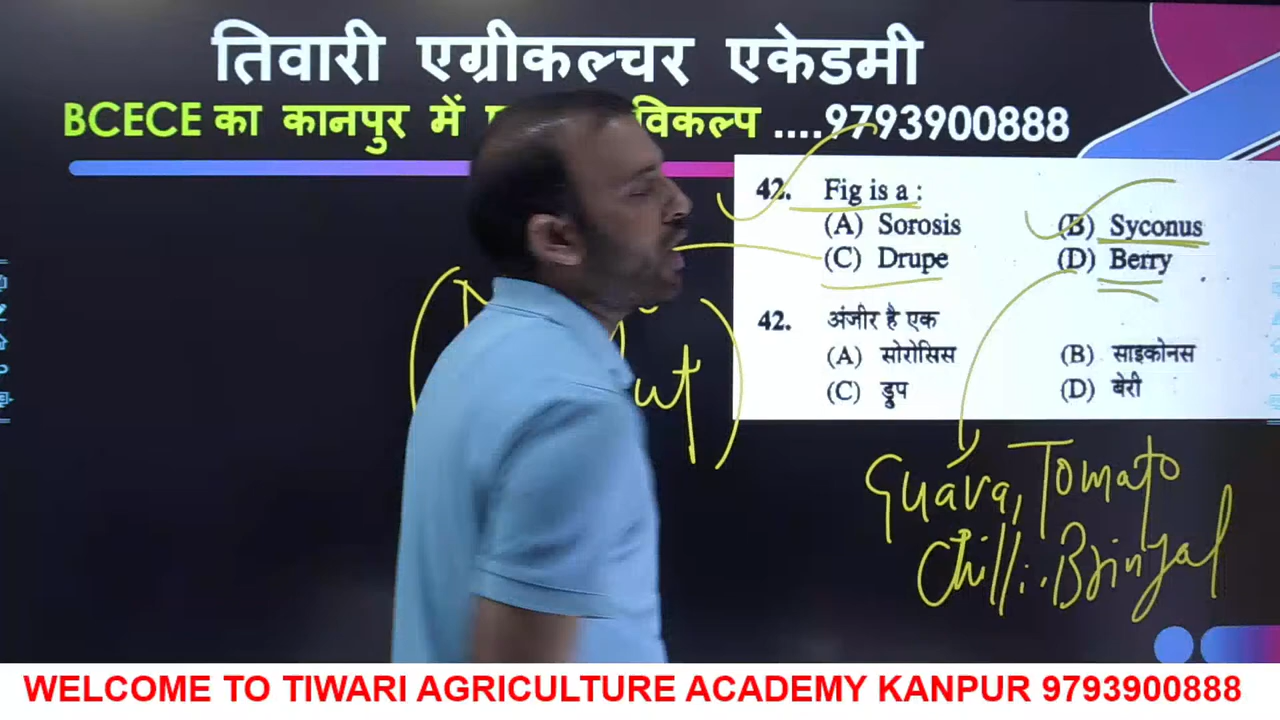 तिवारी एग्रीकल्चर एकेडमी
BCECE का कानपुर में विकल्प ....9793900888
42. Fig is a :
(A) Sorosis (B) Syconus
(C) Drupe (D) Berry
42. अंजीर है एक
(A) सोरोसिस (B) साइकोनस
(C) ड्रुप (D) बेरी
Guava, Tomato
Chilli. Brinjal
WELCOME TO TIWARI AGRICULTURE ACADEMY KANPUR 9793900888